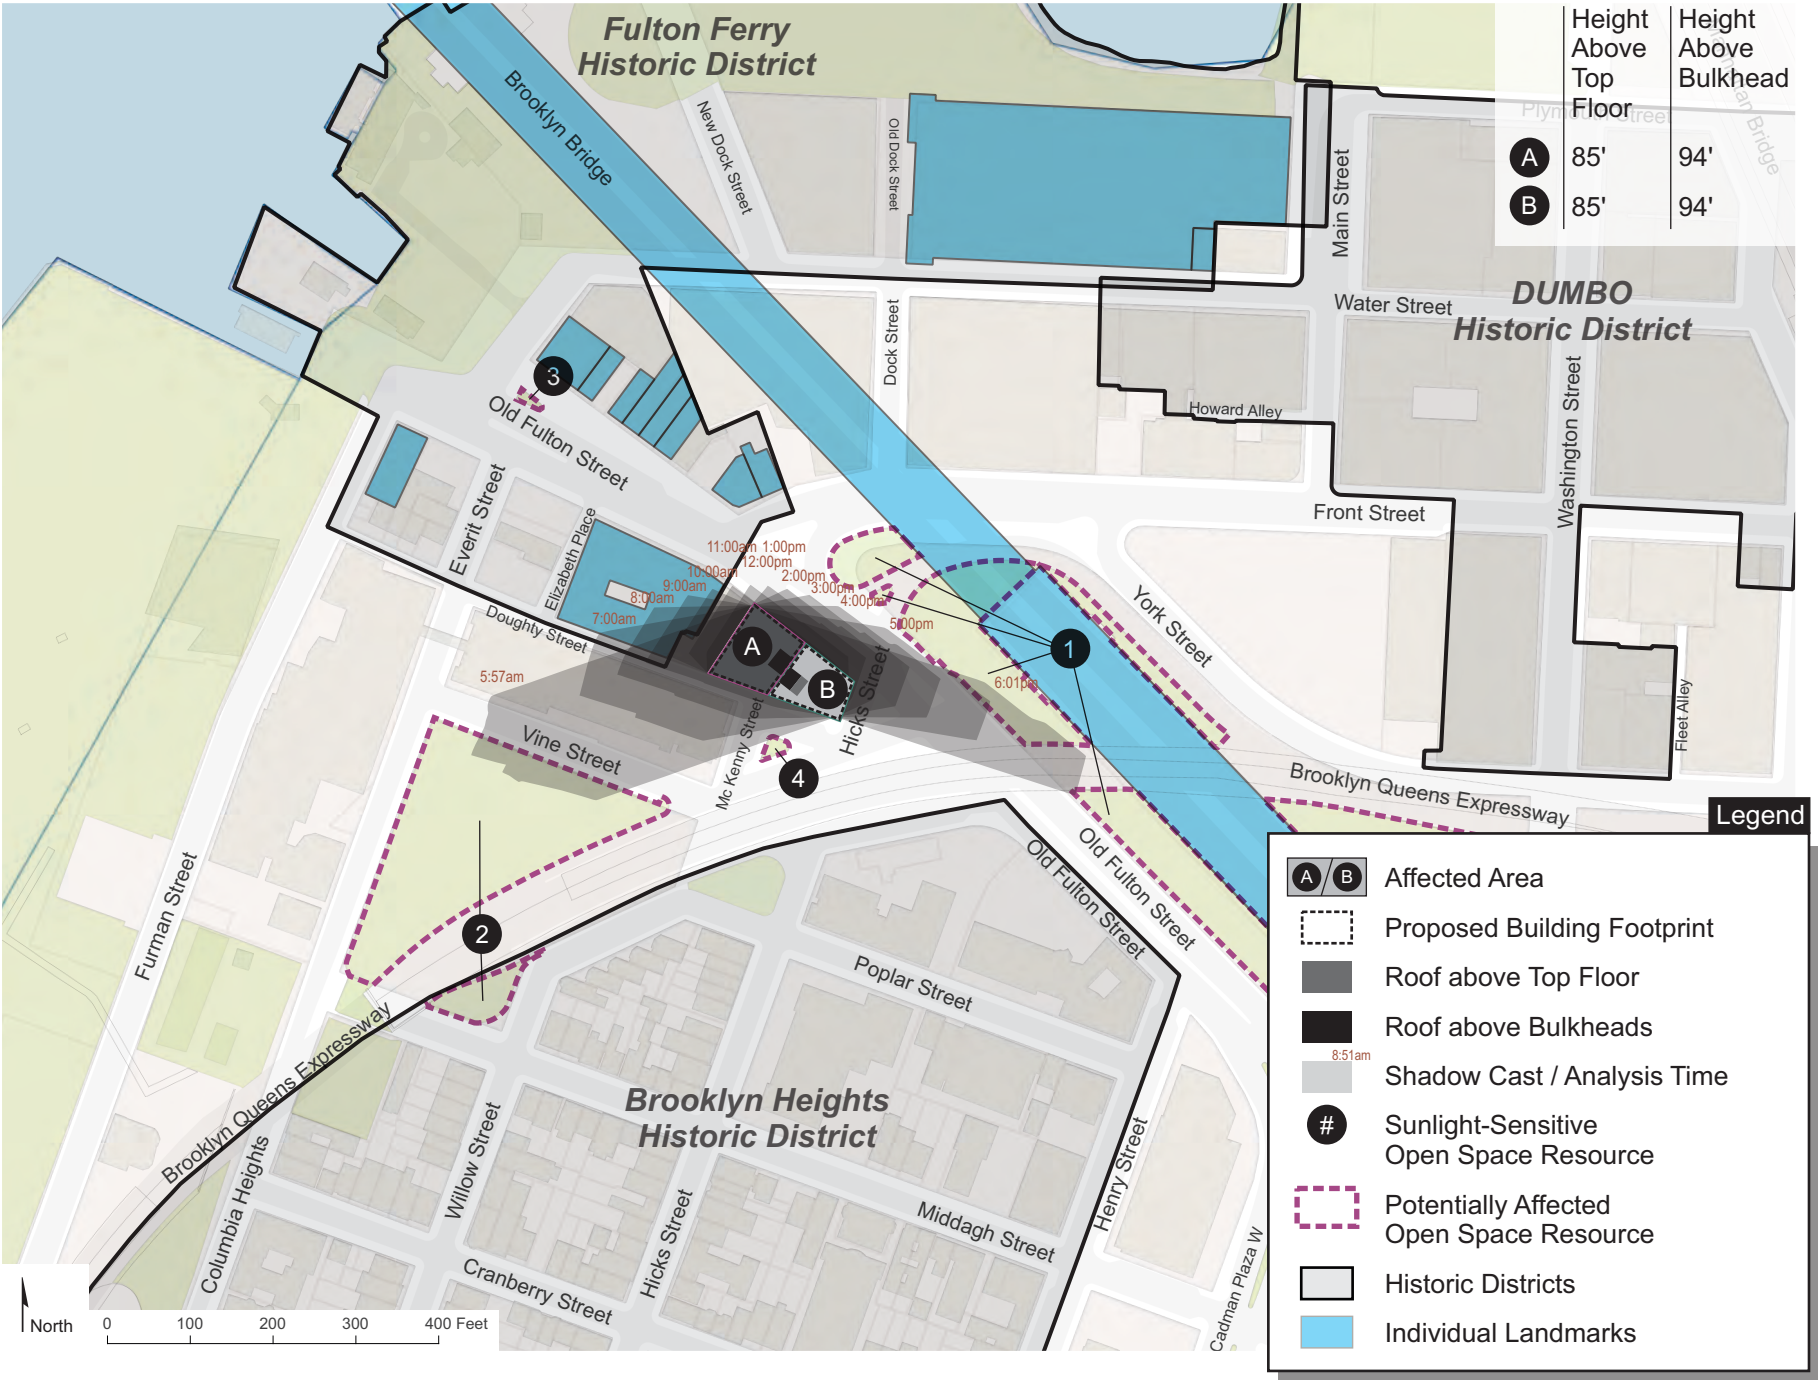 Fulton Ferry
Historic District
Height
Above
Top
Floor
Height
Above
Bulkhead
A 85' 94'
B 85' 94'
Plymouth Street
Manhattan Bridge
Brooklyn Bridge
New Dock Street
Old Dock Street
Main Street
DUMBO
Historic District
Water Street
Dock Street
Washington Street
Howard Alley
3
Old Fulton Street
Front Street
Everit Street
Elizabeth Place
Doughty Street
11:00am 1:00pm
12:00pm
10:00am
2:00pm
9:00am
3:00pm
8:00am
4:00pm
7:00am
5:00pm
5:57am
6:01pm
A
B
1
York Street
Hicks Street
Mc Kenny Street
Vine Street
4
Fleet Alley
Brooklyn Queens Expressway
Old Fulton Street
Old Fulton Street
Furman Street
2
Poplar Street
Brooklyn Queens Expressway
Brooklyn Heights
Historic District
Columbia Heights
Willow Street
Hicks Street
Henry Street
Middagh Street
Cranberry Street
Cadman Plaza W
North
0 100 200 300 400 Feet
Legend
A / B Affected Area
Proposed Building Footprint
Roof above Top Floor
Roof above Bulkheads
8:51am
Shadow Cast / Analysis Time
# Sunlight-Sensitive
Open Space Resource
Potentially Affected
Open Space Resource
Historic Districts
Individual Landmarks